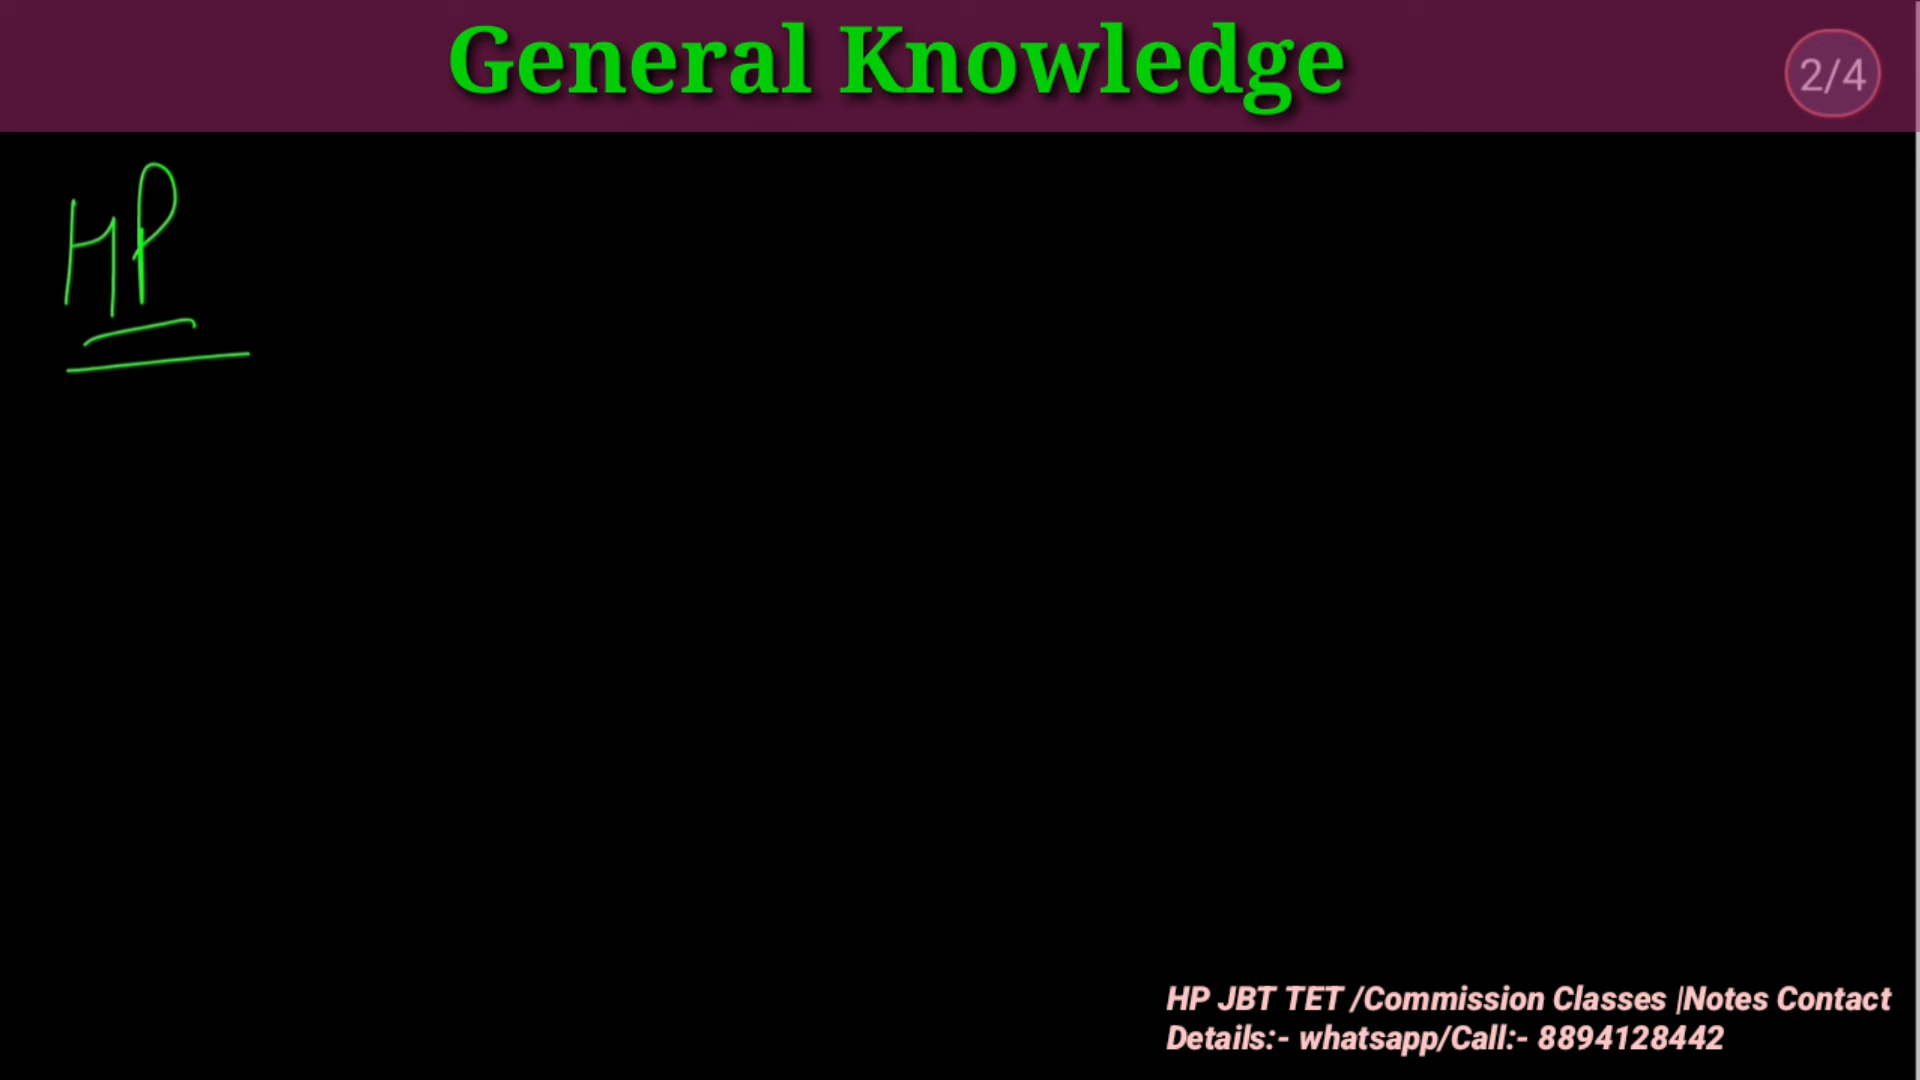 General Knowledge
2/4
HP
HP JBT TET /Commission Classes |Notes Contact
Details:- whatsapp/Call:- 8894128442